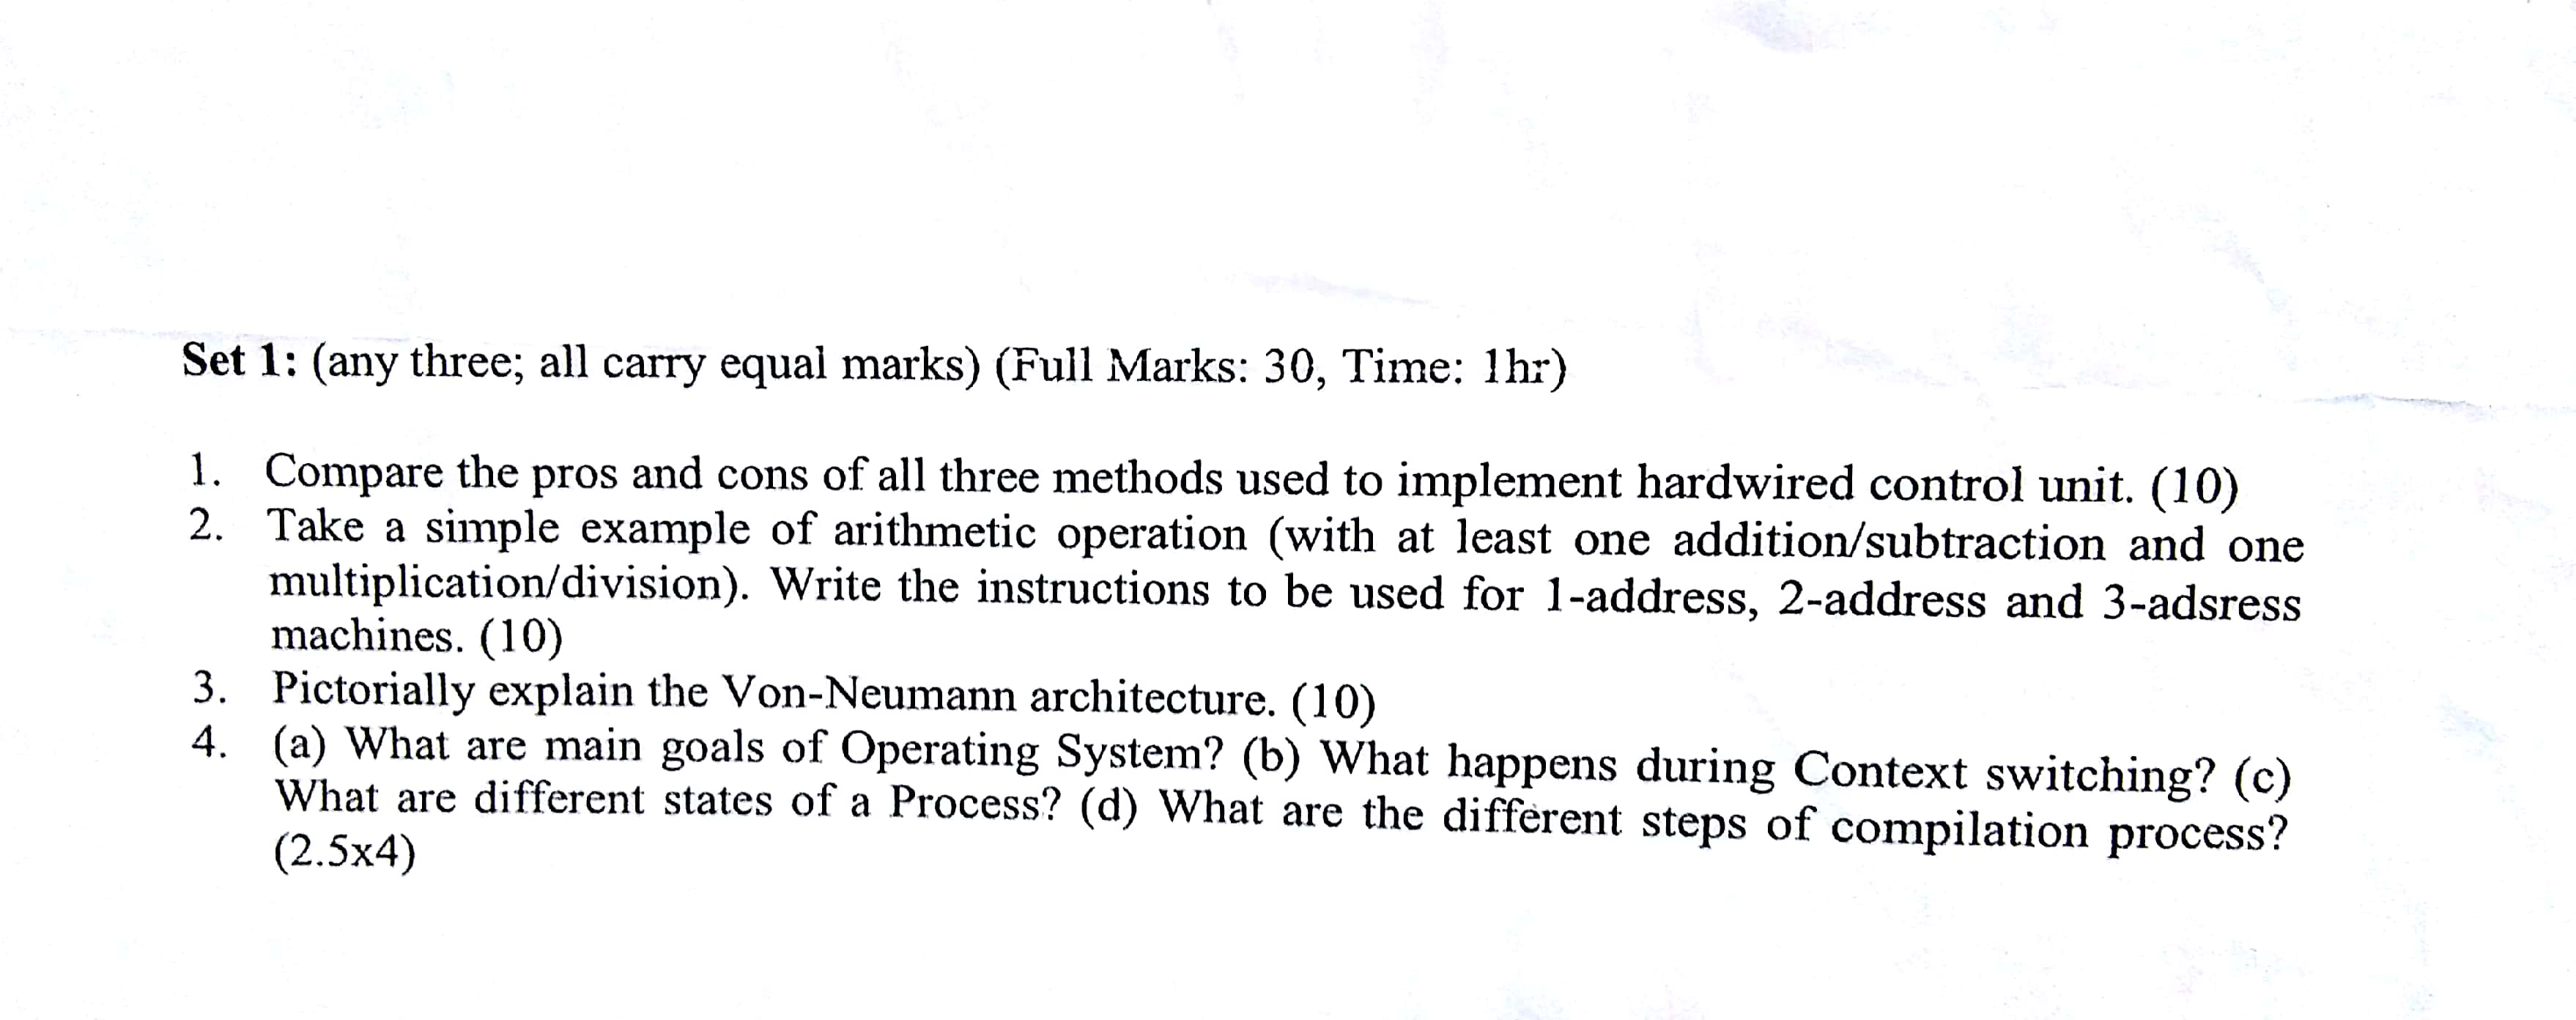 Set 1: (any three; all carry equal marks) (Full Marks: 30, Time: 1hr)
1. Compare the pros and cons of all three methods used to implement hardwired control unit. (10)
2. Take a simple example of arithmetic operation (with at least one addition/subtraction and one
multiplication/division). Write the instructions to be used for 1-address, 2-address and 3-adsress
machines. (10)
3. Pictorially explain the Von-Neumann architecture. (10)
4. (a) What are main goals of Operating System? (b) What happens during Context switching? (c)
What are different states of a Process? (d) What are the different steps of compilation process?
(2.5x4)